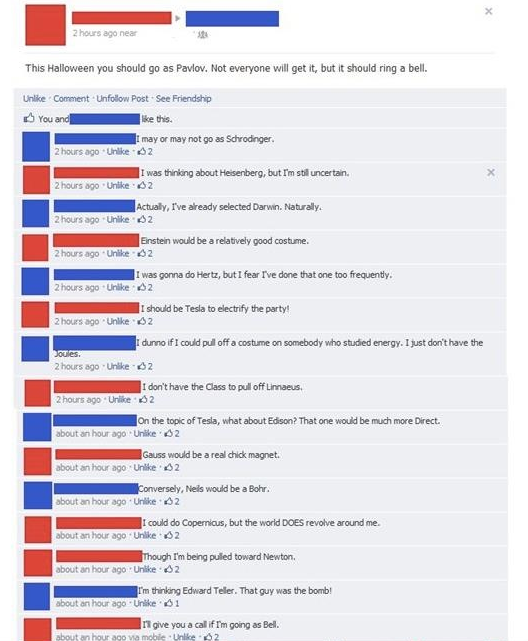 2 hours ago near
This Halloween you should go as Pavlov. Not everyone will get it, but it should ring a bell.
Unlike · Comment · Unfollow Post · See Friendship
You and like this.
I may or may not go as Schrodinger.
2 hours ago · Unlike · 2
I was thinking about Heisenberg, but I'm still uncertain.
2 hours ago · Unlike · 2
Actually, I've already selected Darwin. Naturally.
2 hours ago · Unlike · 2
Einstein would be a relatively good costume.
2 hours ago · Unlike · 2
I was gonna do Hertz, but I fear I've done that one too frequently.
2 hours ago · Unlike · 2
I should be Tesla to electrify the party!
2 hours ago · Unlike · 2
I dunno if I could pull off a costume on somebody who studied energy. I just don't have the
Joules.
2 hours ago · Unlike · 2
I don't have the Class to pull off Linnaeus.
2 hours ago · Unlike · 2
On the topic of Tesla, what about Edison? That one would be much more Direct.
about an hour ago · Unlike · 2
Gauss would be a real chick magnet.
about an hour ago · Unlike · 2
Conversely, Neils would be a Bohr.
about an hour ago · Unlike · 2
I could do Copernicus, but the world DOES revolve around me.
about an hour ago · Unlike · 2
Though I'm being pulled toward Newton.
about an hour ago · Unlike · 2
I'm thinking Edward Teller. That guy was the bomb!
about an hour ago · Unlike · 1
I'll give you a call if I'm going as Bell.
about an hour ago via mobile · Unlike · 2